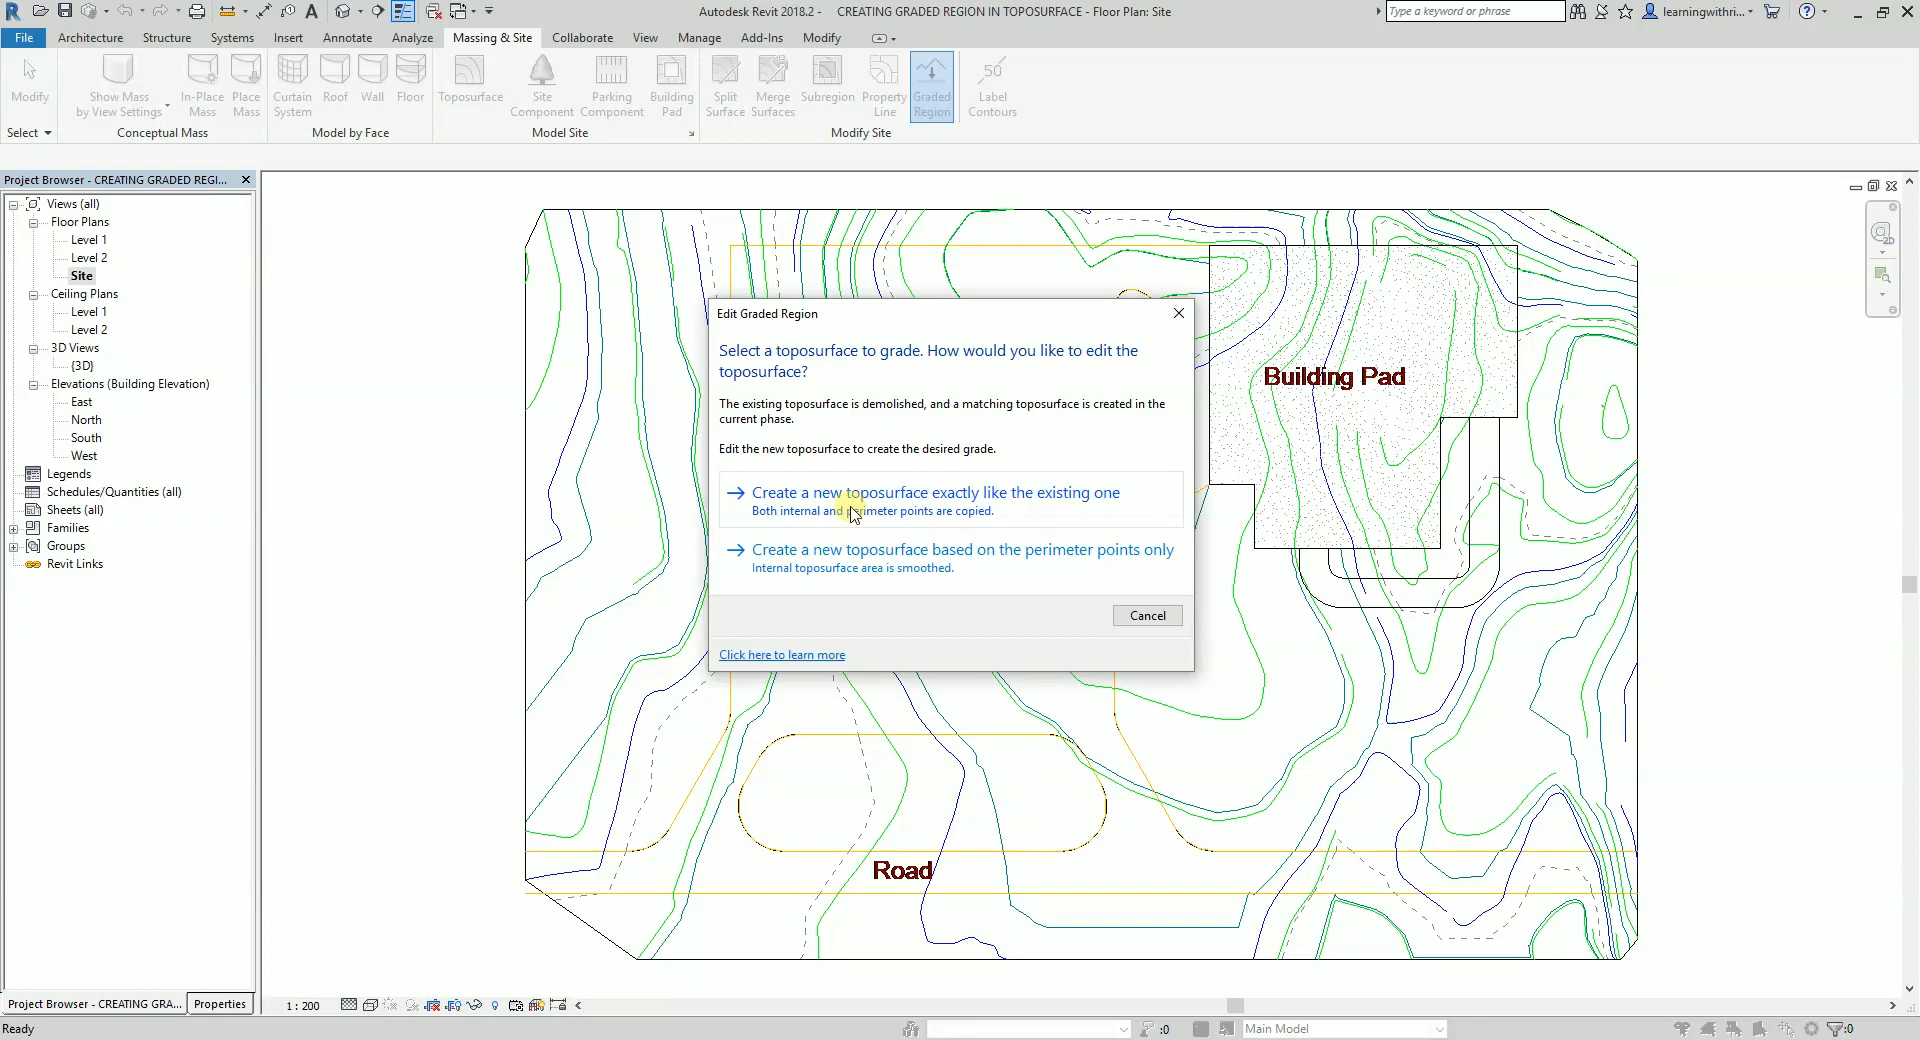 Autodesk Revit 2018.2 - CREATING GRADED REGION IN TOPOSURFACE - Floor Plan: Site
Type a keyword or phrase
learningwithri...
File Architecture Structure Systems Insert Annotate Analyze Massing & Site Collaborate View Manage Add-Ins Modify
Modify
Show Mass
by View Settings
In-Place
Mass
Place
Mass
Curtain
System
Roof
Wall
Floor
Toposurface
Site
Component
Parking
Component
Building
Pad
Split
Surface
Merge
Surfaces
Subregion
Property
Line
Graded
Region
50
Label
Contours
Select
Conceptual Mass
Model by Face
Model Site
Modify Site
Project Browser - CREATING GRADED REGI...
Views (all)
Floor Plans
Level 1
Level 2
Site
Ceiling Plans
Level 1
Level 2
3D Views
{3D}
Elevations (Building Elevation)
East
North
South
West
Legends
Schedules/Quantities (all)
Sheets (all)
Families
Groups
Revit Links
2D
Building Pad
Road
Edit Graded Region
Select a toposurface to grade. How would you like to edit the
toposurface?
The existing toposurface is demolished, and a matching toposurface is created in the
current phase.
Edit the new toposurface to create the desired grade.
Create a new toposurface exactly like the existing one
Both internal and perimeter points are copied.
Create a new toposurface based on the perimeter points only
Internal toposurface area is smoothed.
Cancel
Click here to learn more
Project Browser - CREATING GRA...
Properties
1 : 200
Ready
:0
Main Model
:0